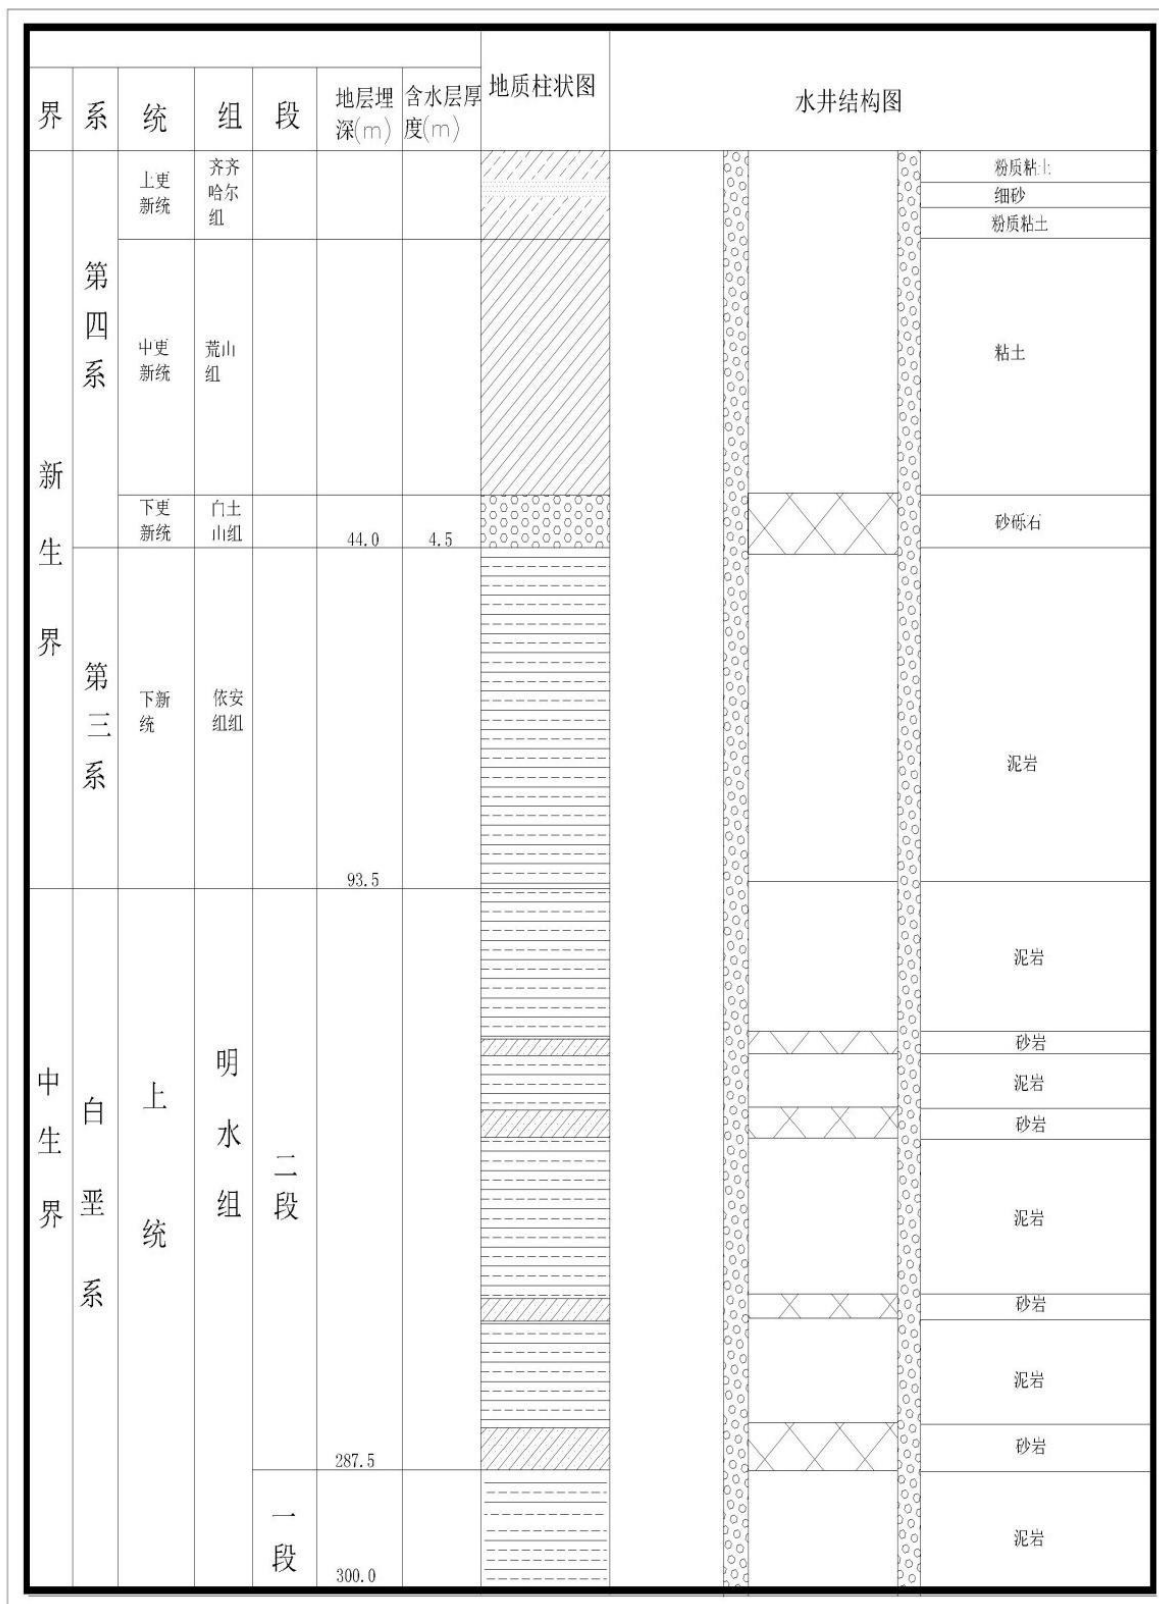 界
系
统
组
段
地层埋
深(m)
含水层厚
度(m)
地质柱状图
水井结构图
新
生
界
第
四
系
上更
新统
齐齐
哈尔
组
粉质粘土
细砂
粉质粘土
中更
新统
荒山
组
粘土
下更
新统
白土
山组
44.0
4.5
砂砾石
第
三
系
下新
统
依安
组组
93.5
泥岩
中
生
界
白
垩
系
上
统
明
水
组
二
段
287.5
泥岩
砂岩
泥岩
砂岩
泥岩
砂岩
泥岩
砂岩
一
段
300.0
泥岩